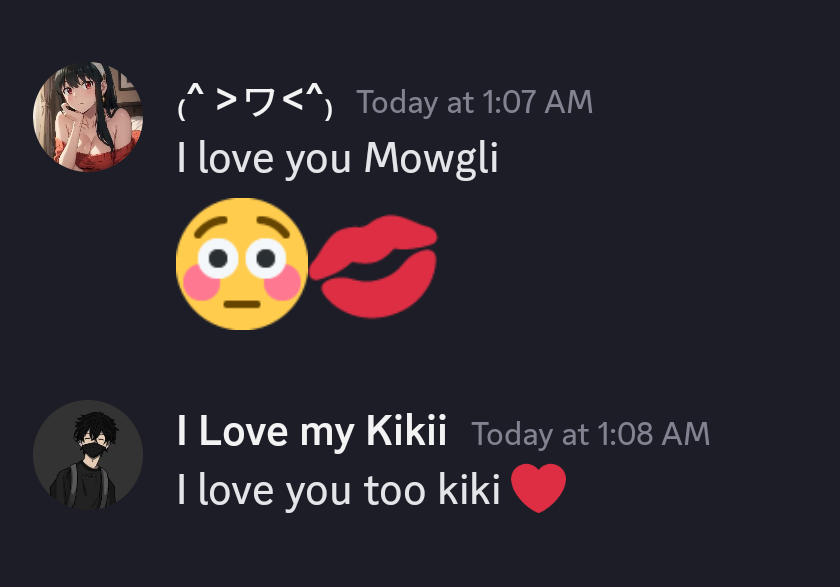 ₍^ >ワ<^₎ Today at 1:07 AM
I love you Mowgli
😳💋
I Love my Kikii Today at 1:08 AM
I love you too kiki ❤️